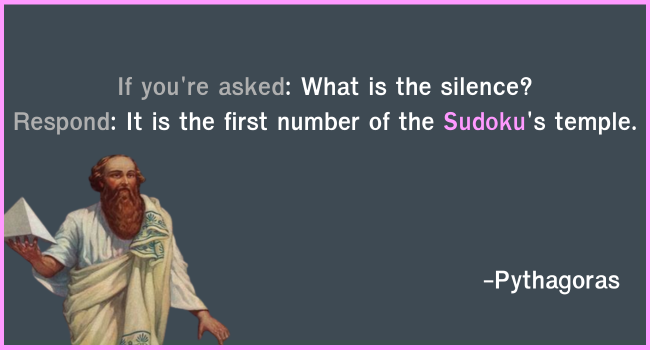 If you're asked: What is the silence?
Respond: It is the first number of the Sudoku's temple.
-Pythagoras